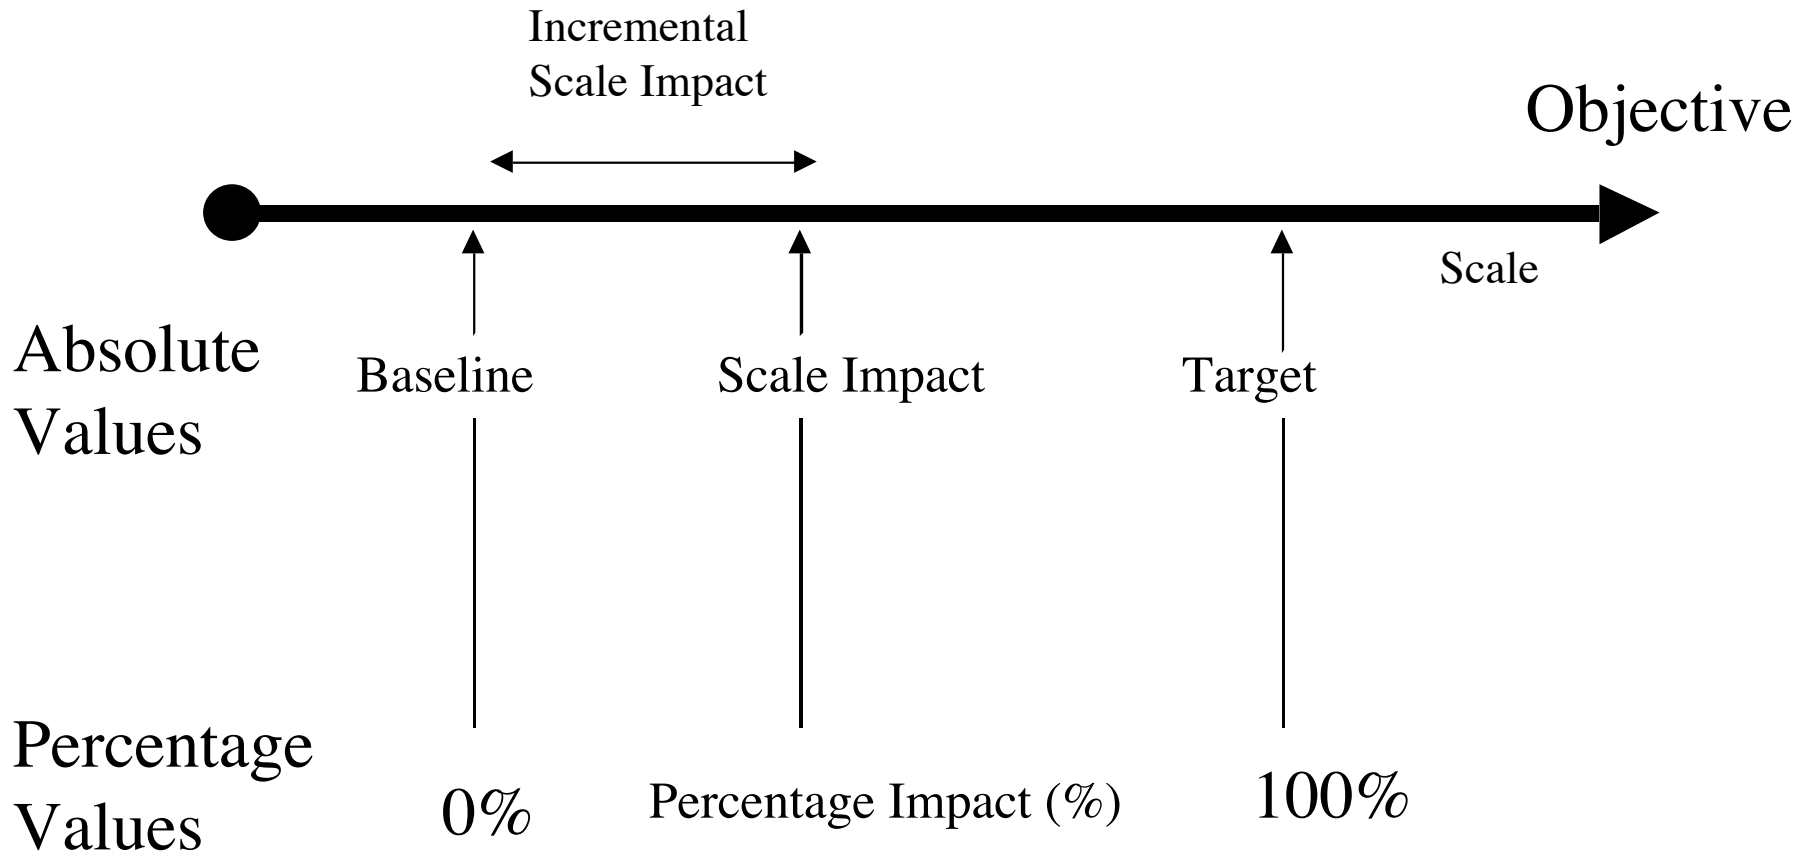 Incremental
Scale Impact
Objective
Scale
Absolute
Values
Baseline
Scale Impact
Target
Percentage
Values
0%
Percentage Impact (%)
100%